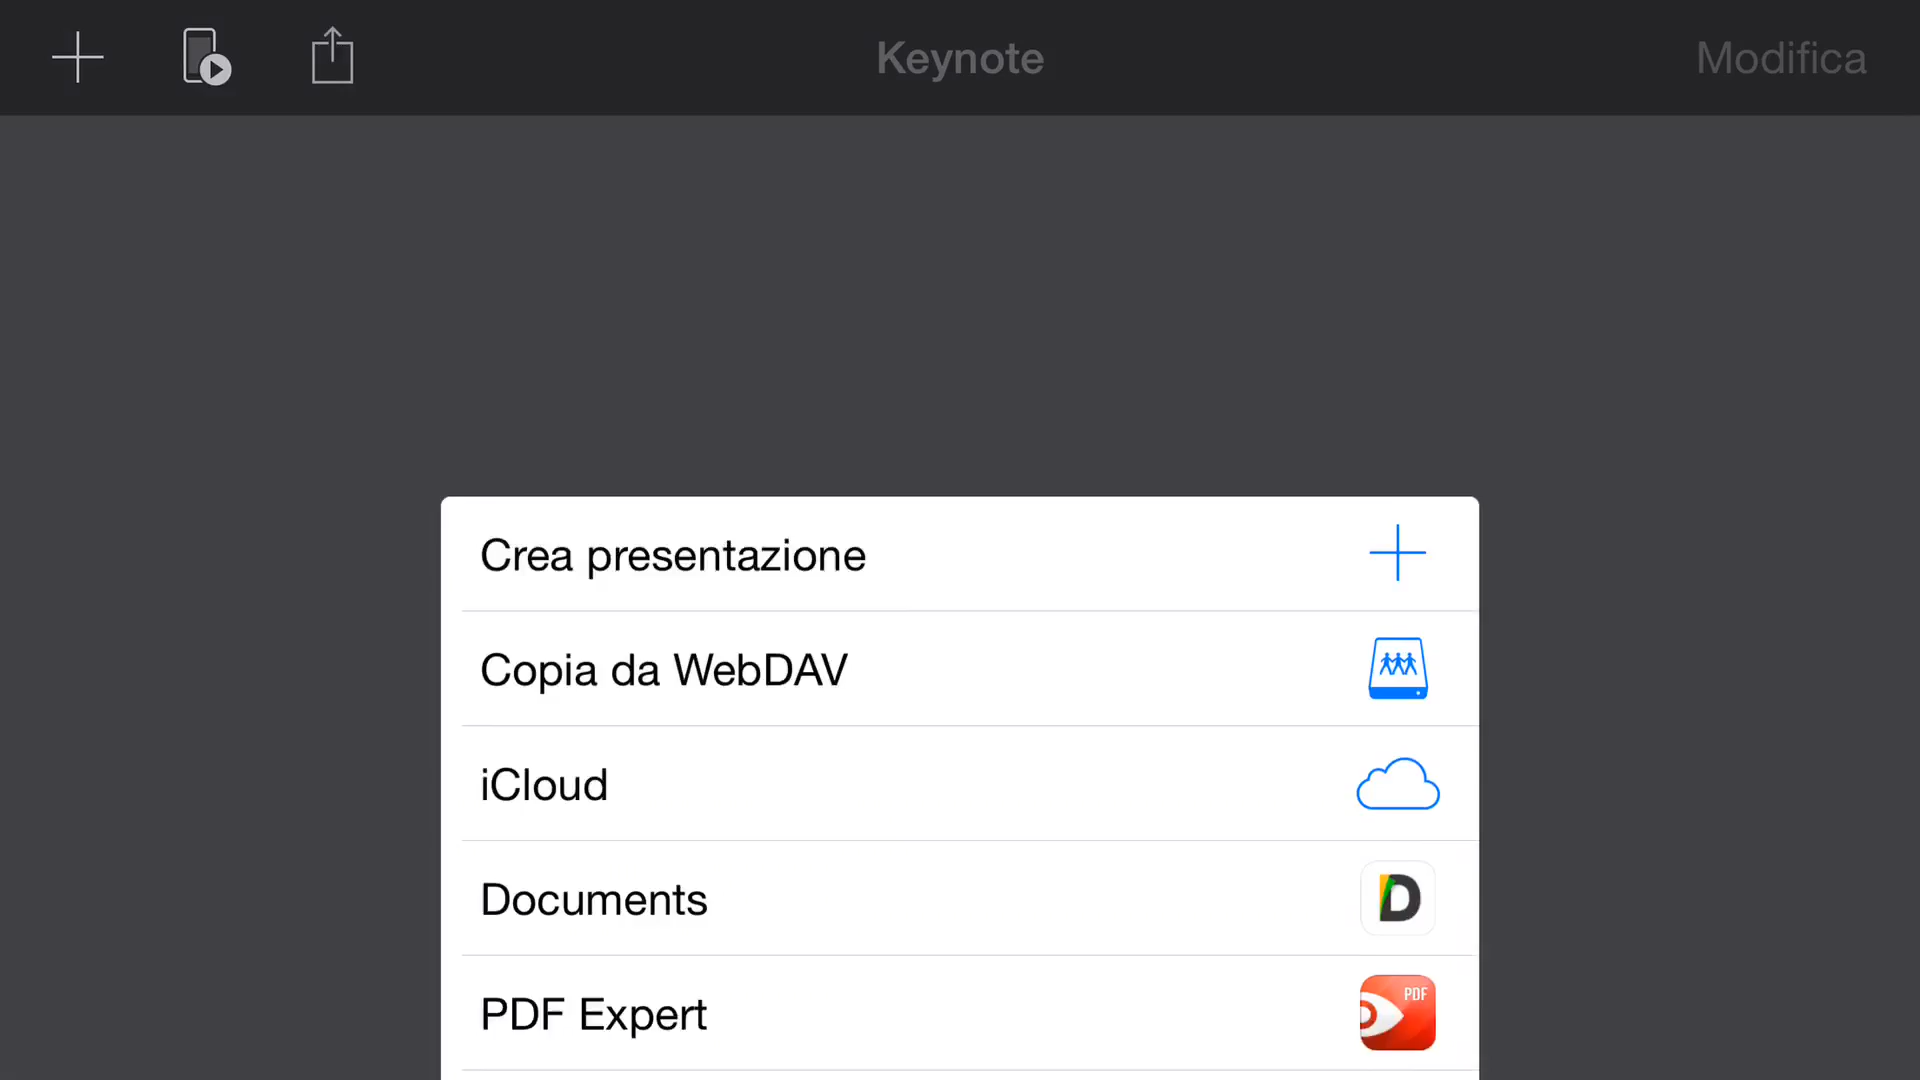 Keynote
Modifica
Crea presentazione
Copia da WebDAV
iCloud
Documents
PDF Expert
PDF